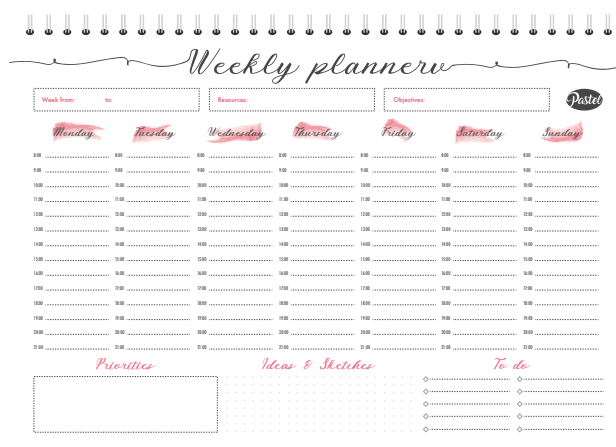 Weekly planner
Week from: to: Resources: Objectives:
Pastel
Monday Tuesday Wednesday Thursday Friday Saturday Sunday
8:00 8:00 8:00 8:00 8:00 8:00 8:00
9:00 9:00 9:00 9:00 9:00 9:00 9:00
10:00 10:00 10:00 10:00 10:00 10:00 10:00
11:00 11:00 11:00 11:00 11:00 11:00 11:00
12:00 12:00 12:00 12:00 12:00 12:00 12:00
13:00 13:00 13:00 13:00 13:00 13:00 13:00
14:00 14:00 14:00 14:00 14:00 14:00 14:00
15:00 15:00 15:00 15:00 15:00 15:00 15:00
16:00 16:00 16:00 16:00 16:00 16:00 16:00
17:00 17:00 17:00 17:00 17:00 17:00 17:00
18:00 18:00 18:00 18:00 18:00 18:00 18:00
19:00 19:00 19:00 19:00 19:00 19:00 19:00
20:00 20:00 20:00 20:00 20:00 20:00 20:00
21:00 21:00 21:00 21:00 21:00 21:00 21:00
Priorities Ideas & Sketches To do